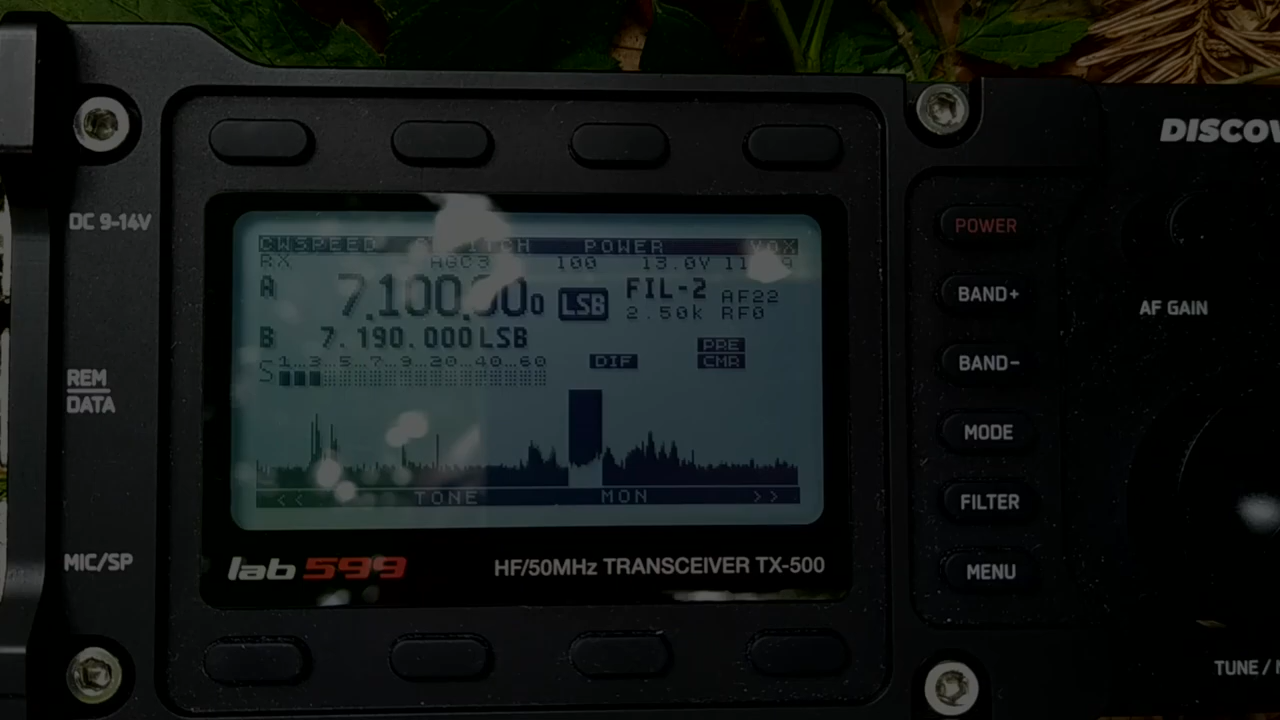 DISCOV
DC 9-14V
REM
DATA
MIC/SP
CWSPEED POWER VOX
RX AGC3 100 13.0V
A 7.100.000 LSB FIL-2 AF22
2.50k RF0
B 7.190.000 LSB
S 1..3..5..7..9..20..40..60
DIF PRE
CMR
<< TONE MON >>
lab599 HF/50MHz TRANSCEIVER TX-500
POWER
BAND+
BAND-
MODE
FILTER
MENU
AF GAIN
TUNE /